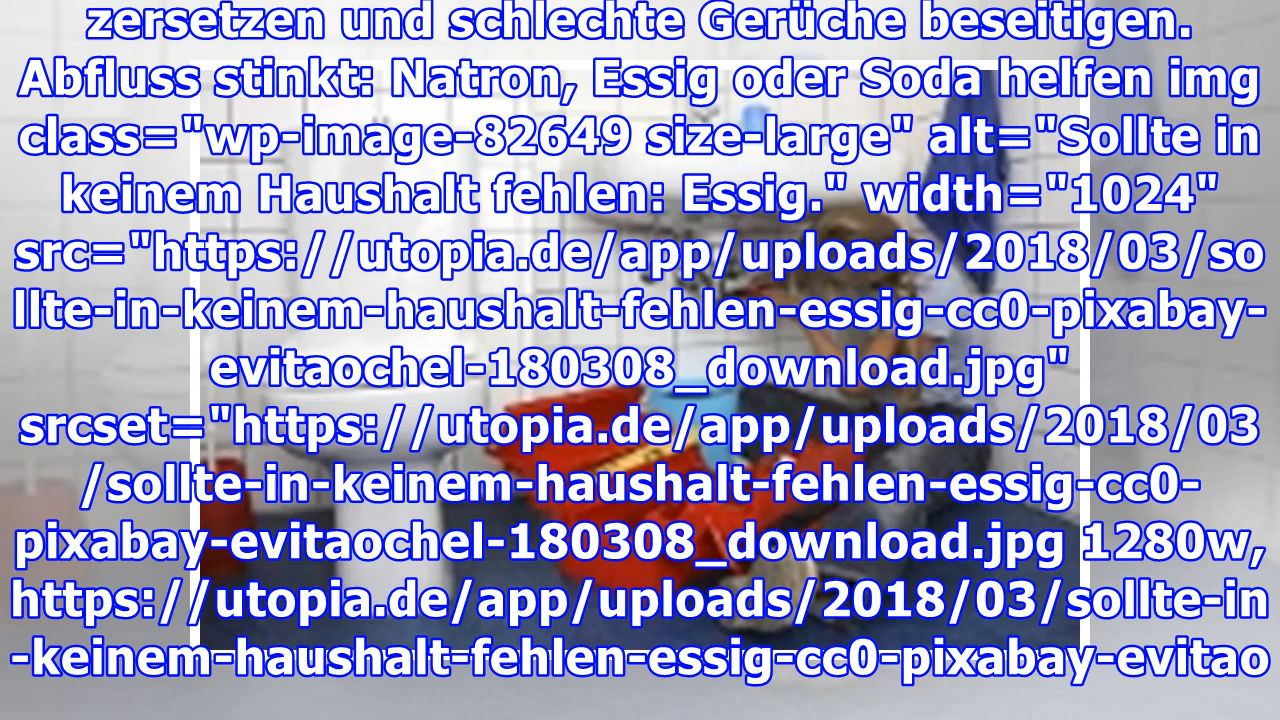 zersetzen und schlechte Gerüche beseitigen.
Abfluss stinkt: Natron, Essig oder Soda helfen img
class="wp-image-82649 size-large" alt="Sollte in
keinem Haushalt fehlen: Essig." width="1024"
src="https://utopia.de/app/uploads/2018/03/so
llte-in-keinem-haushalt-fehlen-essig-cc0-pixabay-
evitaochel-180308_download.jpg"
srcset="https://utopia.de/app/uploads/2018/03
/sollte-in-keinem-haushalt-fehlen-essig-cc0-
pixabay-evitaochel-180308_download.jpg 1280w,
https://utopia.de/app/uploads/2018/03/sollte-in
-keinem-haushalt-fehlen-essig-cc0-pixabay-evitao